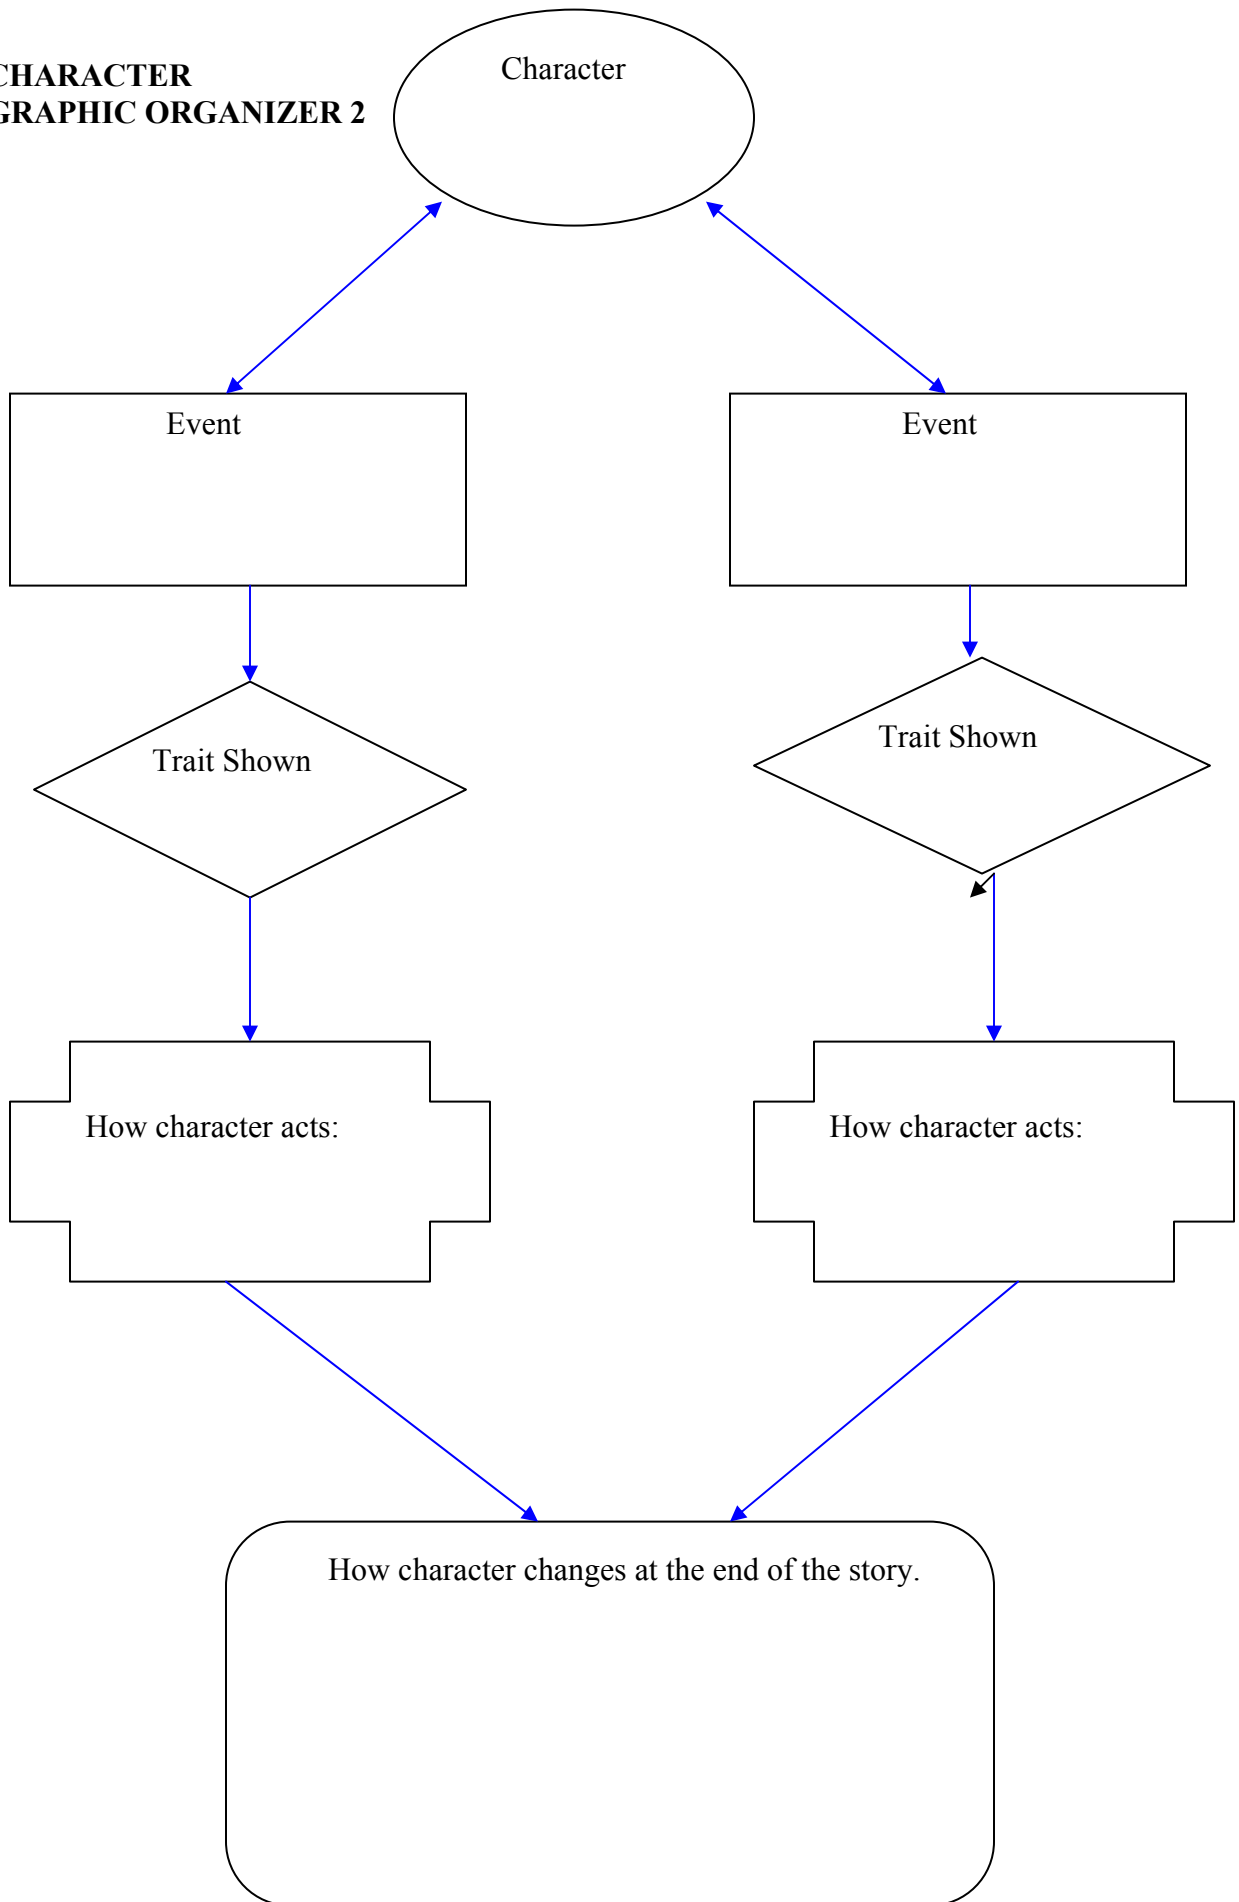 CHARACTER
GRAPHIC ORGANIZER 2
Character
Event
Event
Trait Shown
Trait Shown
How character acts:
How character acts:
How character changes at the end of the story.